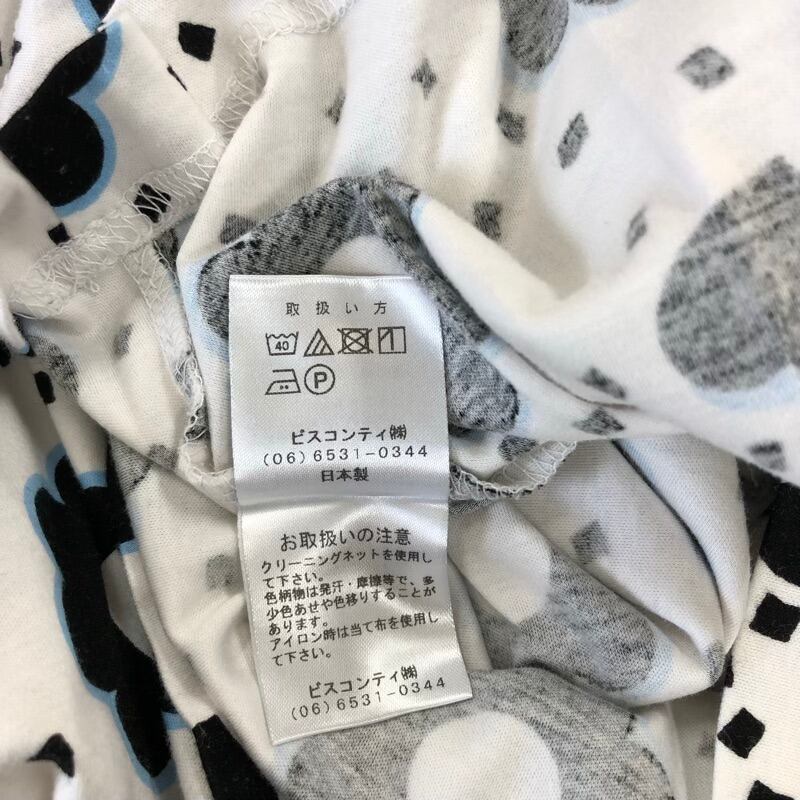 取扱い方
40
P
ビスコンティ㈱
(06)6531-0344
日本製
お取扱いの注意
クリーニングネットを使用し
て下さい。
色柄物は発汗・摩擦等で、多
少色あせや色移りすることが
あります。
アイロン時は当て布を使用し
て下さい。
ビスコンティ㈱
(06)6531-0344